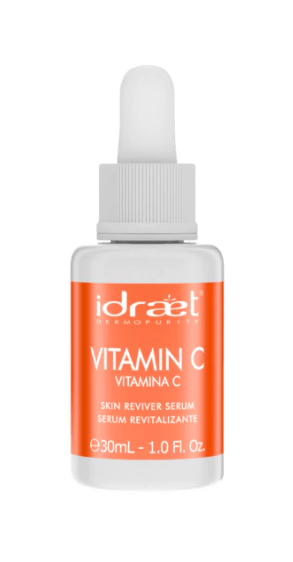 idraet
DERMOPURITY
VITAMIN C
VITAMINA C
SKIN REVIVER SERUM
SERUM REVITALIZANTE
℮30mL - 1.0 Fl. Oz.